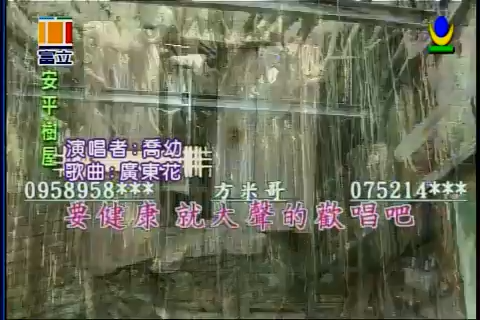 富立
安平樹屋
演唱者:喬幼
歌曲:廣東花
0958958*** 方米哥 075214***
要健康就大聲的歡唱吧